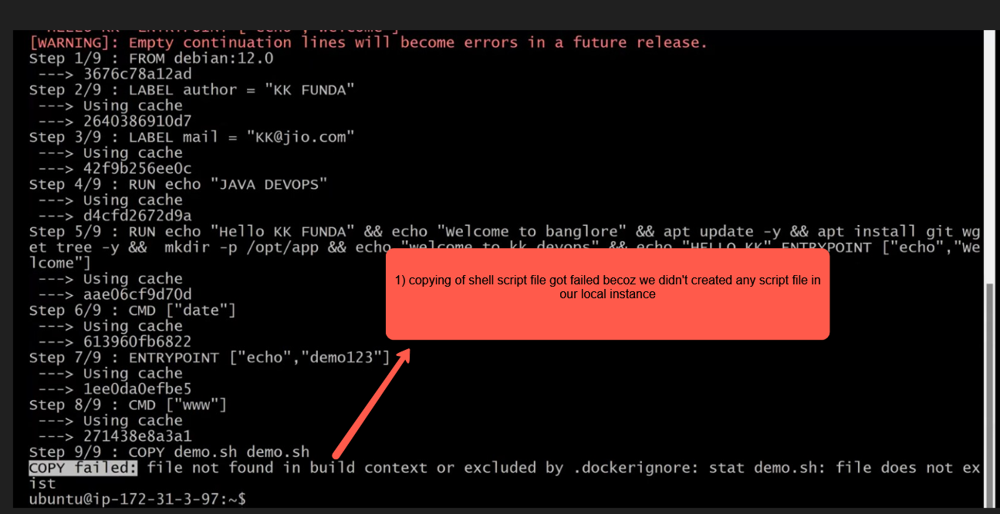 [WARNING]: Empty continuation lines will become errors in a future release.
Step 1/9 : FROM debian:12.0
 ---> 3676c78a12ad
Step 2/9 : LABEL author = "KK FUNDA"
 ---> Using cache
 ---> 2640386910d7
Step 3/9 : LABEL mail = "KK@jio.com"
 ---> Using cache
 ---> 42f9b256ee0c
Step 4/9 : RUN echo "JAVA DEVOPS"
 ---> Using cache
 ---> d4cfd2672d9a
Step 5/9 : RUN echo "Hello KK FUNDA" && echo "Welcome to banglore" && apt update -y && apt install git wg
et tree -y &&  mkdir -p /opt/app && echo "welcome to kk devops" && echo "HELLO KK" ENTRYPOINT ["echo","We
lcome"]
 ---> Using cache
 ---> aae06cf9d70d
Step 6/9 : CMD ["date"]
 ---> Using cache
 ---> 613960fb6822
Step 7/9 : ENTRYPOINT ["echo","demo123"]
 ---> Using cache
 ---> 1ee0da0efbe5
Step 8/9 : CMD ["www"]
 ---> Using cache
 ---> 271438e8a3a1
Step 9/9 : COPY demo.sh demo.sh
COPY failed: file not found in build context or excluded by .dockerignore: stat demo.sh: file does not ex
ist
ubuntu@ip-172-31-3-97:~$
1) copying of shell script file got failed becoz we didn't created any script file in
our local instance